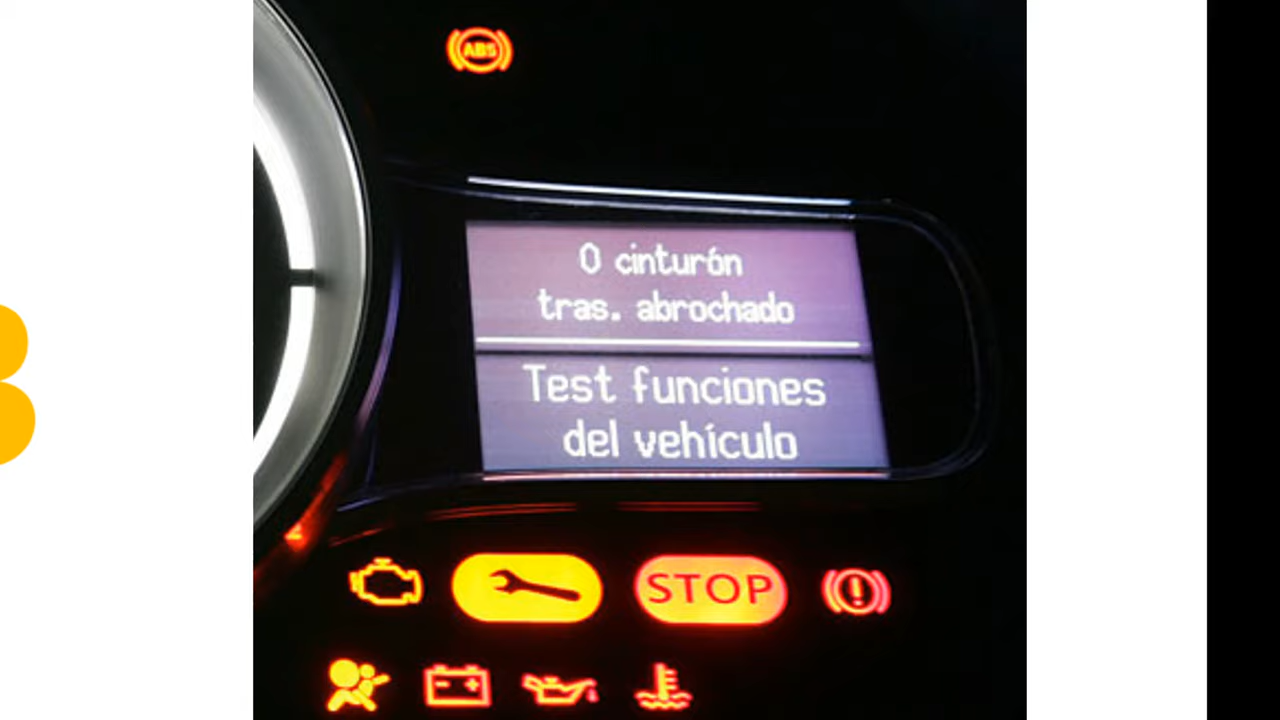 ABS
0 cinturón
tras. abrochado
Test funciones
del vehículo
STOP